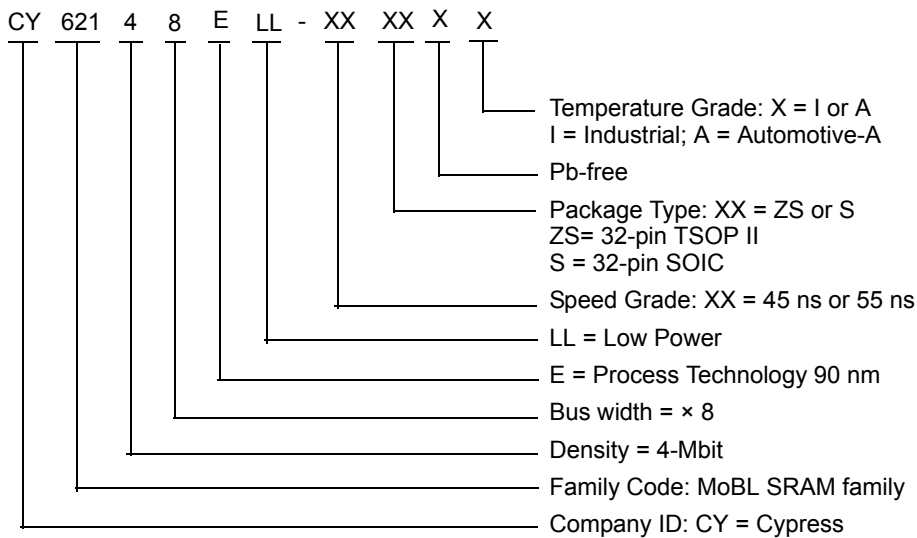 CY 621 4 8 E LL - XX XX X X
Temperature Grade: X = I or A
I = Industrial; A = Automotive-A
Pb-free
Package Type: XX = ZS or S
ZS= 32-pin TSOP II
S = 32-pin SOIC
Speed Grade: XX = 45 ns or 55 ns
LL = Low Power
E = Process Technology 90 nm
Bus width = × 8
Density = 4-Mbit
Family Code: MoBL SRAM family
Company ID: CY = Cypress